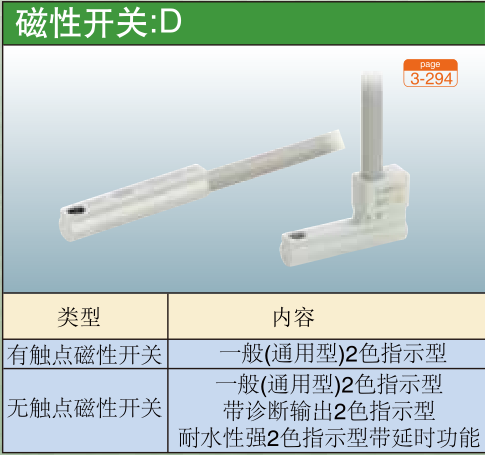 磁性开关:D
page
3-294
类型 内容
有触点磁性开关 一般(通用型)2色指示型
无触点磁性开关 一般(通用型)2色指示型
带诊断输出2色指示型
耐水性强2色指示型带延时功能